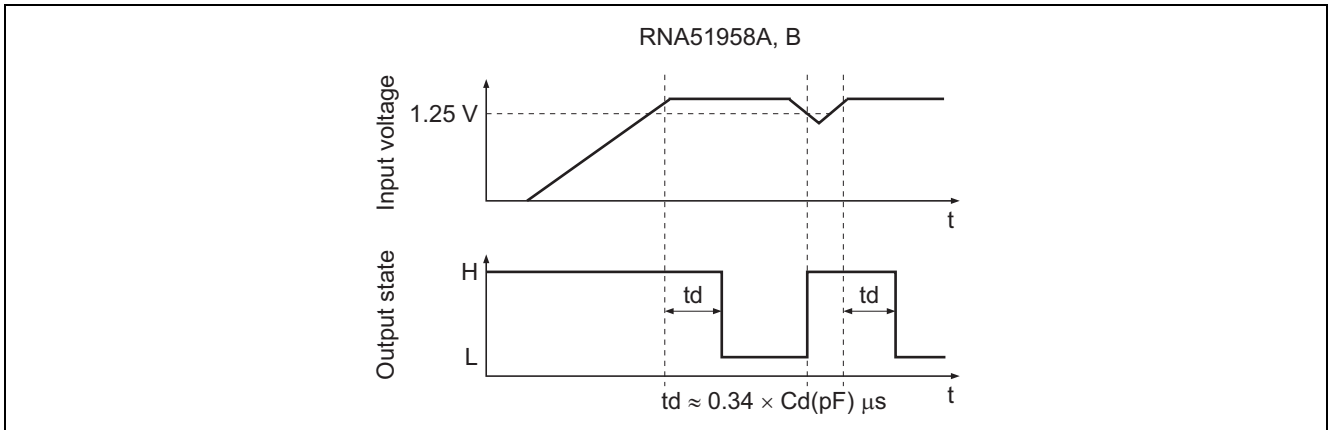 RNA51958A, B
Input voltage
1.25 V
t
Output state
H
td
td
L
t
td ≈ 0.34 × Cd(pF) μs